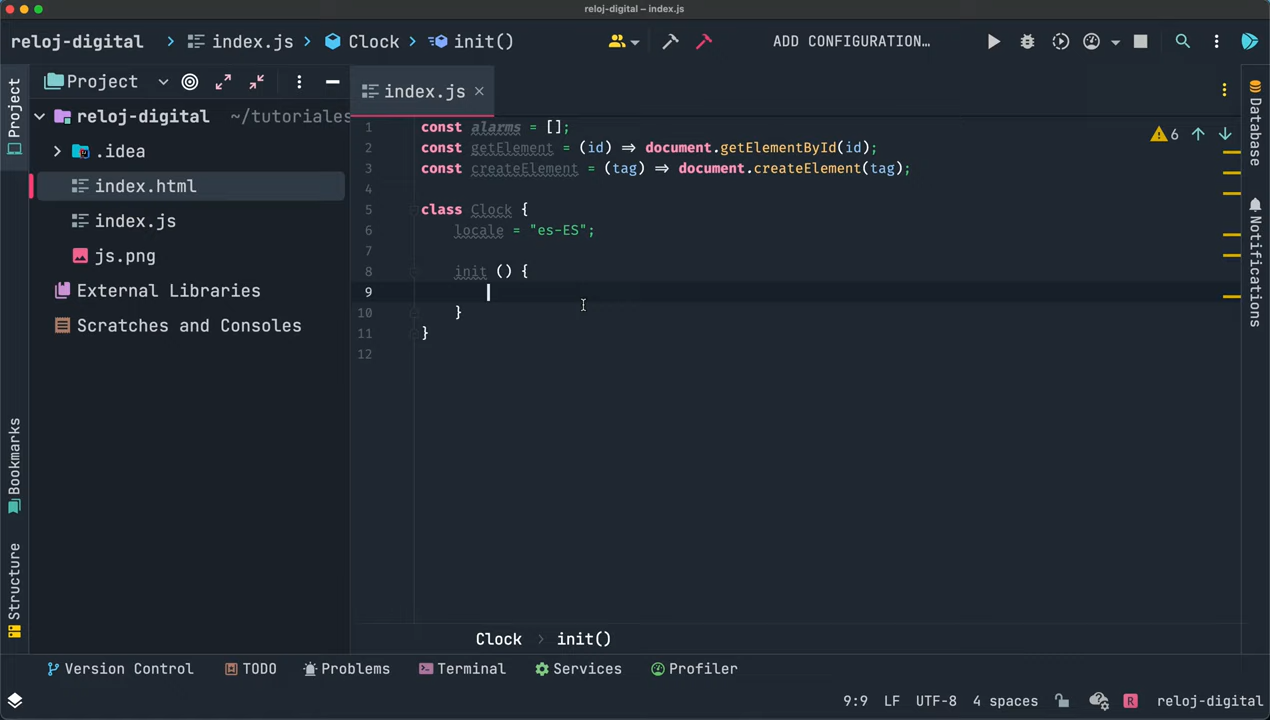 reloj-digital – index.js
reloj-digital > index.js > Clock > init()
ADD CONFIGURATION…
Project
index.js ×
Project
reloj-digital ~/tutoriales
.idea
index.html
index.js
js.png
External Libraries
Scratches and Consoles
Bookmarks
Structure
1 const alarms = [];
2 const getElement = (id) => document.getElementById(id);
3 const createElement = (tag) => document.createElement(tag);
4
5 class Clock {
6 locale = "es-ES";
7
8 init () {
9
10 }
11 }
12
6
Database
Notifications
Clock > init()
Version Control TODO Problems Terminal Services Profiler
9:9 LF UTF-8 4 spaces R reloj-digital